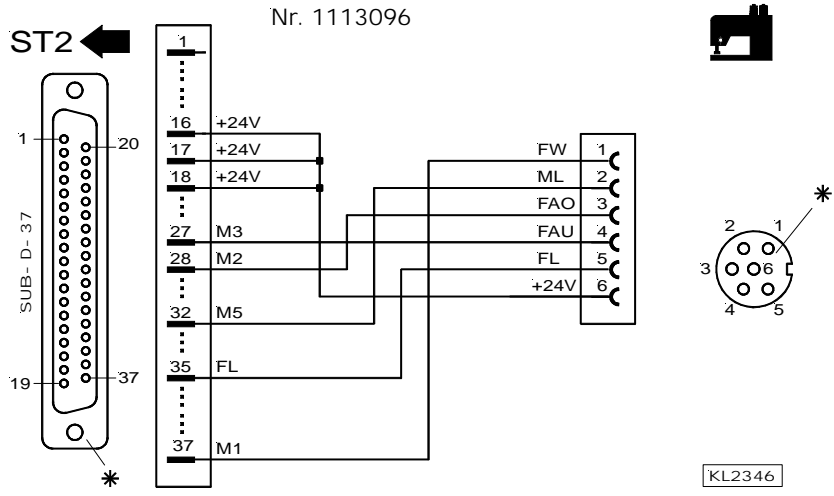 Nr. 1113096
ST2
1
20
19
37
SUB-D-37
1
16 +24V
17 +24V
18 +24V
27 M3
28 M2
32 M5
35 FL
37 M1
FW 1
ML 2
FAO 3
FAU 4
FL 5
+24V 6
*
2 1
3 6
4 5
*
KL2346